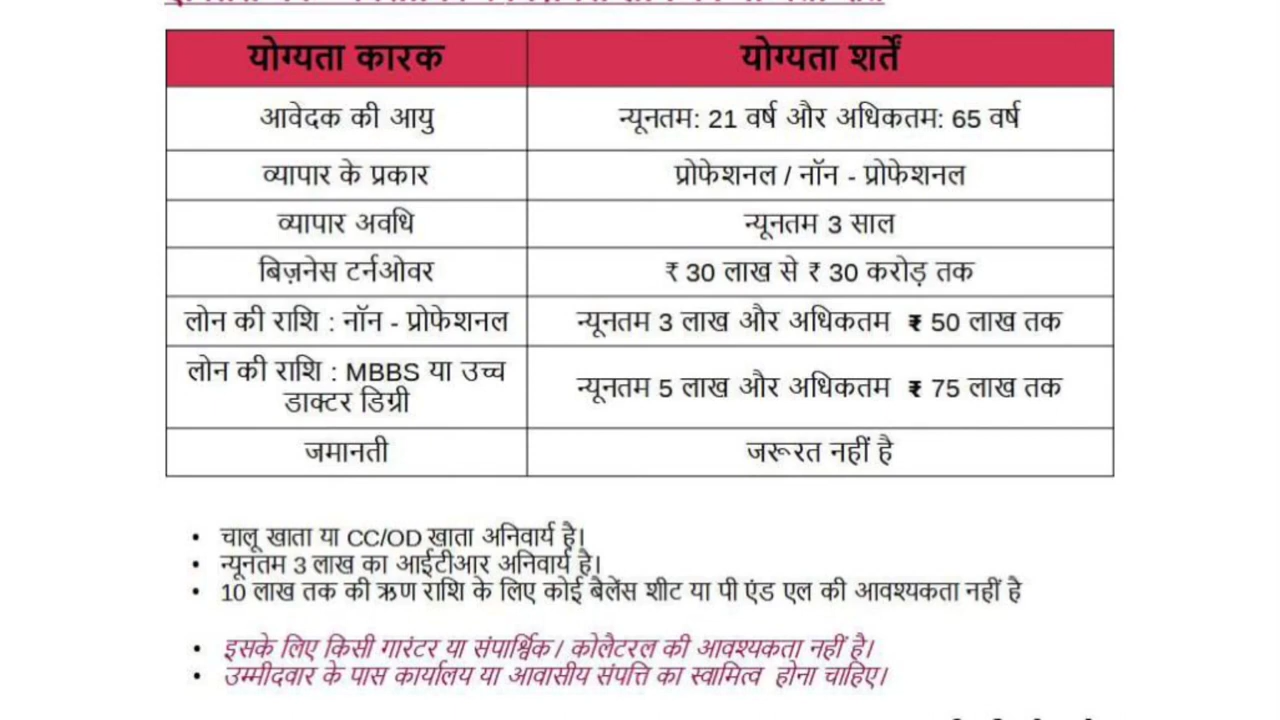 योग्यता कारक योग्यता शर्तें
आवेदक की आयु न्यूनतम: 21 वर्ष और अधिकतम: 65 वर्ष
व्यापार के प्रकार प्रोफेशनल / नॉन - प्रोफेशनल
व्यापार अवधि न्यूनतम 3 साल
बिज़नेस टर्नओवर ₹ 30 लाख से ₹ 30 करोड़ तक
लोन की राशि : नॉन - प्रोफेशनल न्यूनतम 3 लाख और अधिकतम ₹ 50 लाख तक
लोन की राशि : MBBS या उच्च
डाक्टर डिग्री न्यूनतम 5 लाख और अधिकतम ₹ 75 लाख तक
जमानती जरूरत नहीं है
• चालू खाता या CC/OD खाता अनिवार्य है।
• न्यूनतम 3 लाख का आईटीआर अनिवार्य है।
• 10 लाख तक की ऋण राशि के लिए कोई बैलेंस शीट या पी एंड एल की आवश्यकता नहीं है
• इसके लिए किसी गारंटर या संपार्श्विक। कोलैटरल की आवश्यकता नहीं है।
• उम्मीदवार के पास कार्यालय या आवासीय संपत्ति का स्वामित्व होना चाहिए।